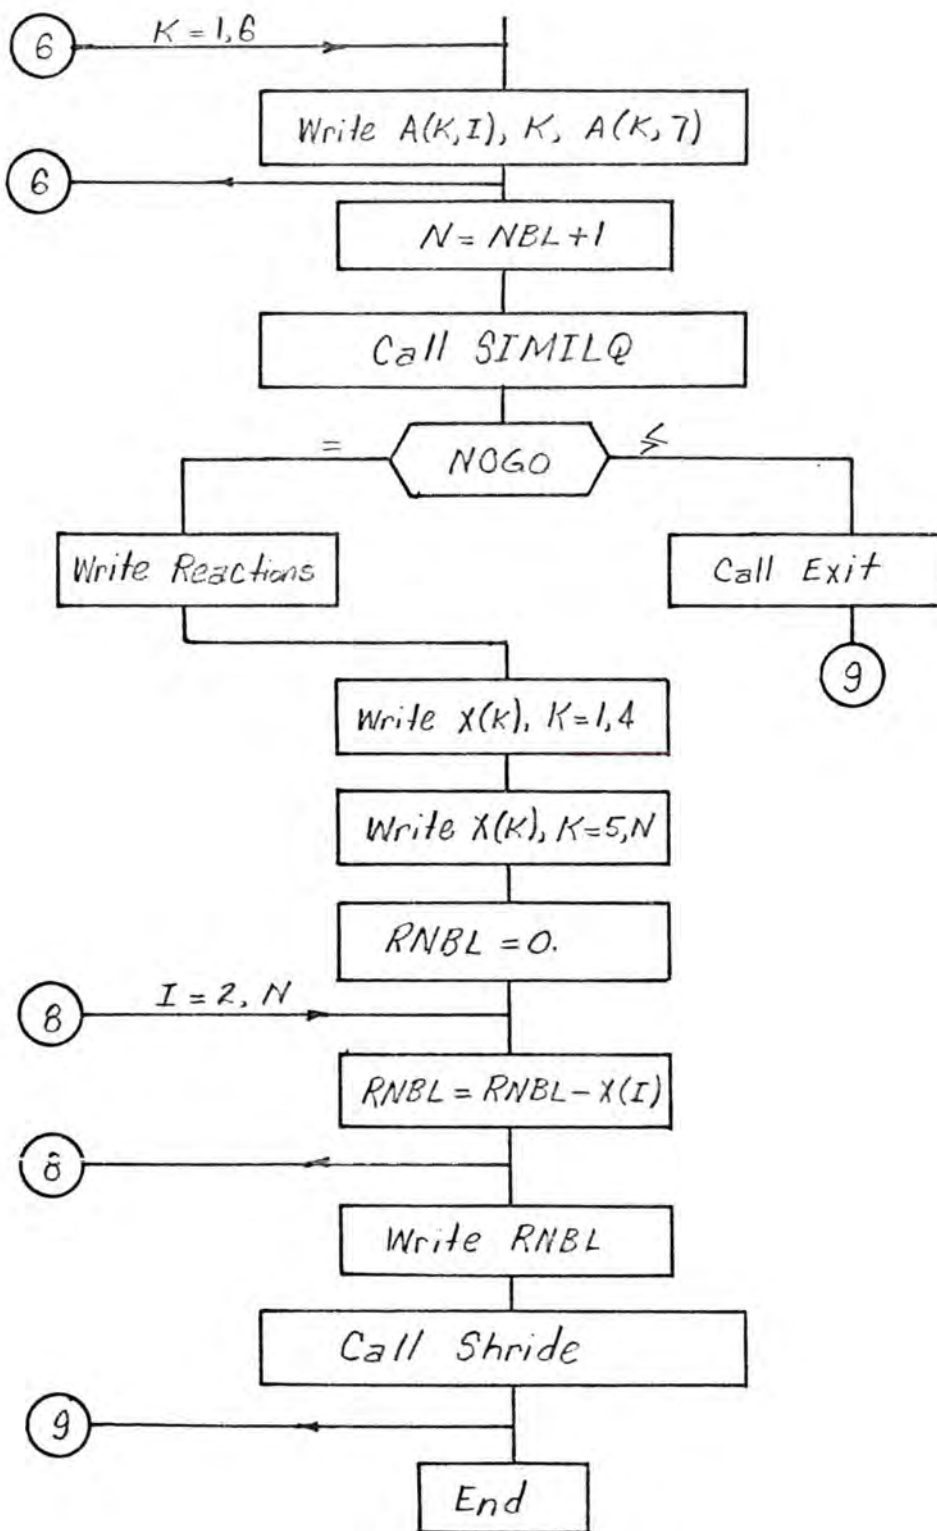 6 K = 1,6
Write A(K,I), K, A(K,7)
6
N = NBL + 1
Call SIMILQ
= NOGO ≶
Write Reactions Call Exit
9
Write X(K), K=1,4
Write X(K), K=5,N
RNBL = 0.
8 I = 2, N
RNBL = RNBL - X(I)
8
Write RNBL
Call Shride
9
End